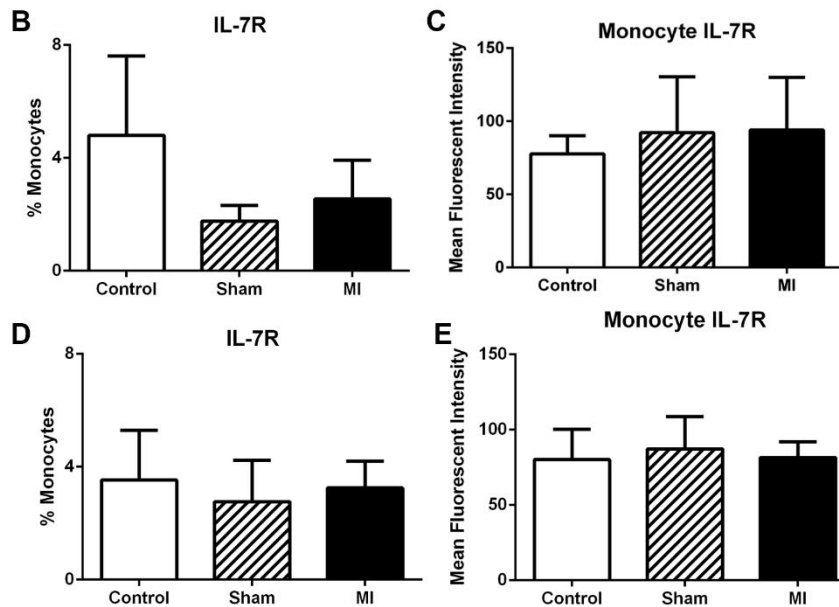 B
IL-7R
8
4
0
% Monocytes
Control Sham MI
C
Monocyte IL-7R
150
100
50
0
Mean Fluorescent Intensity
Control Sham MI
D
IL-7R
8
4
0
% Monocytes
Control Sham MI
E
Monocyte IL-7R
150
100
50
0
Mean Fluorescent Intensity
Control Sham MI